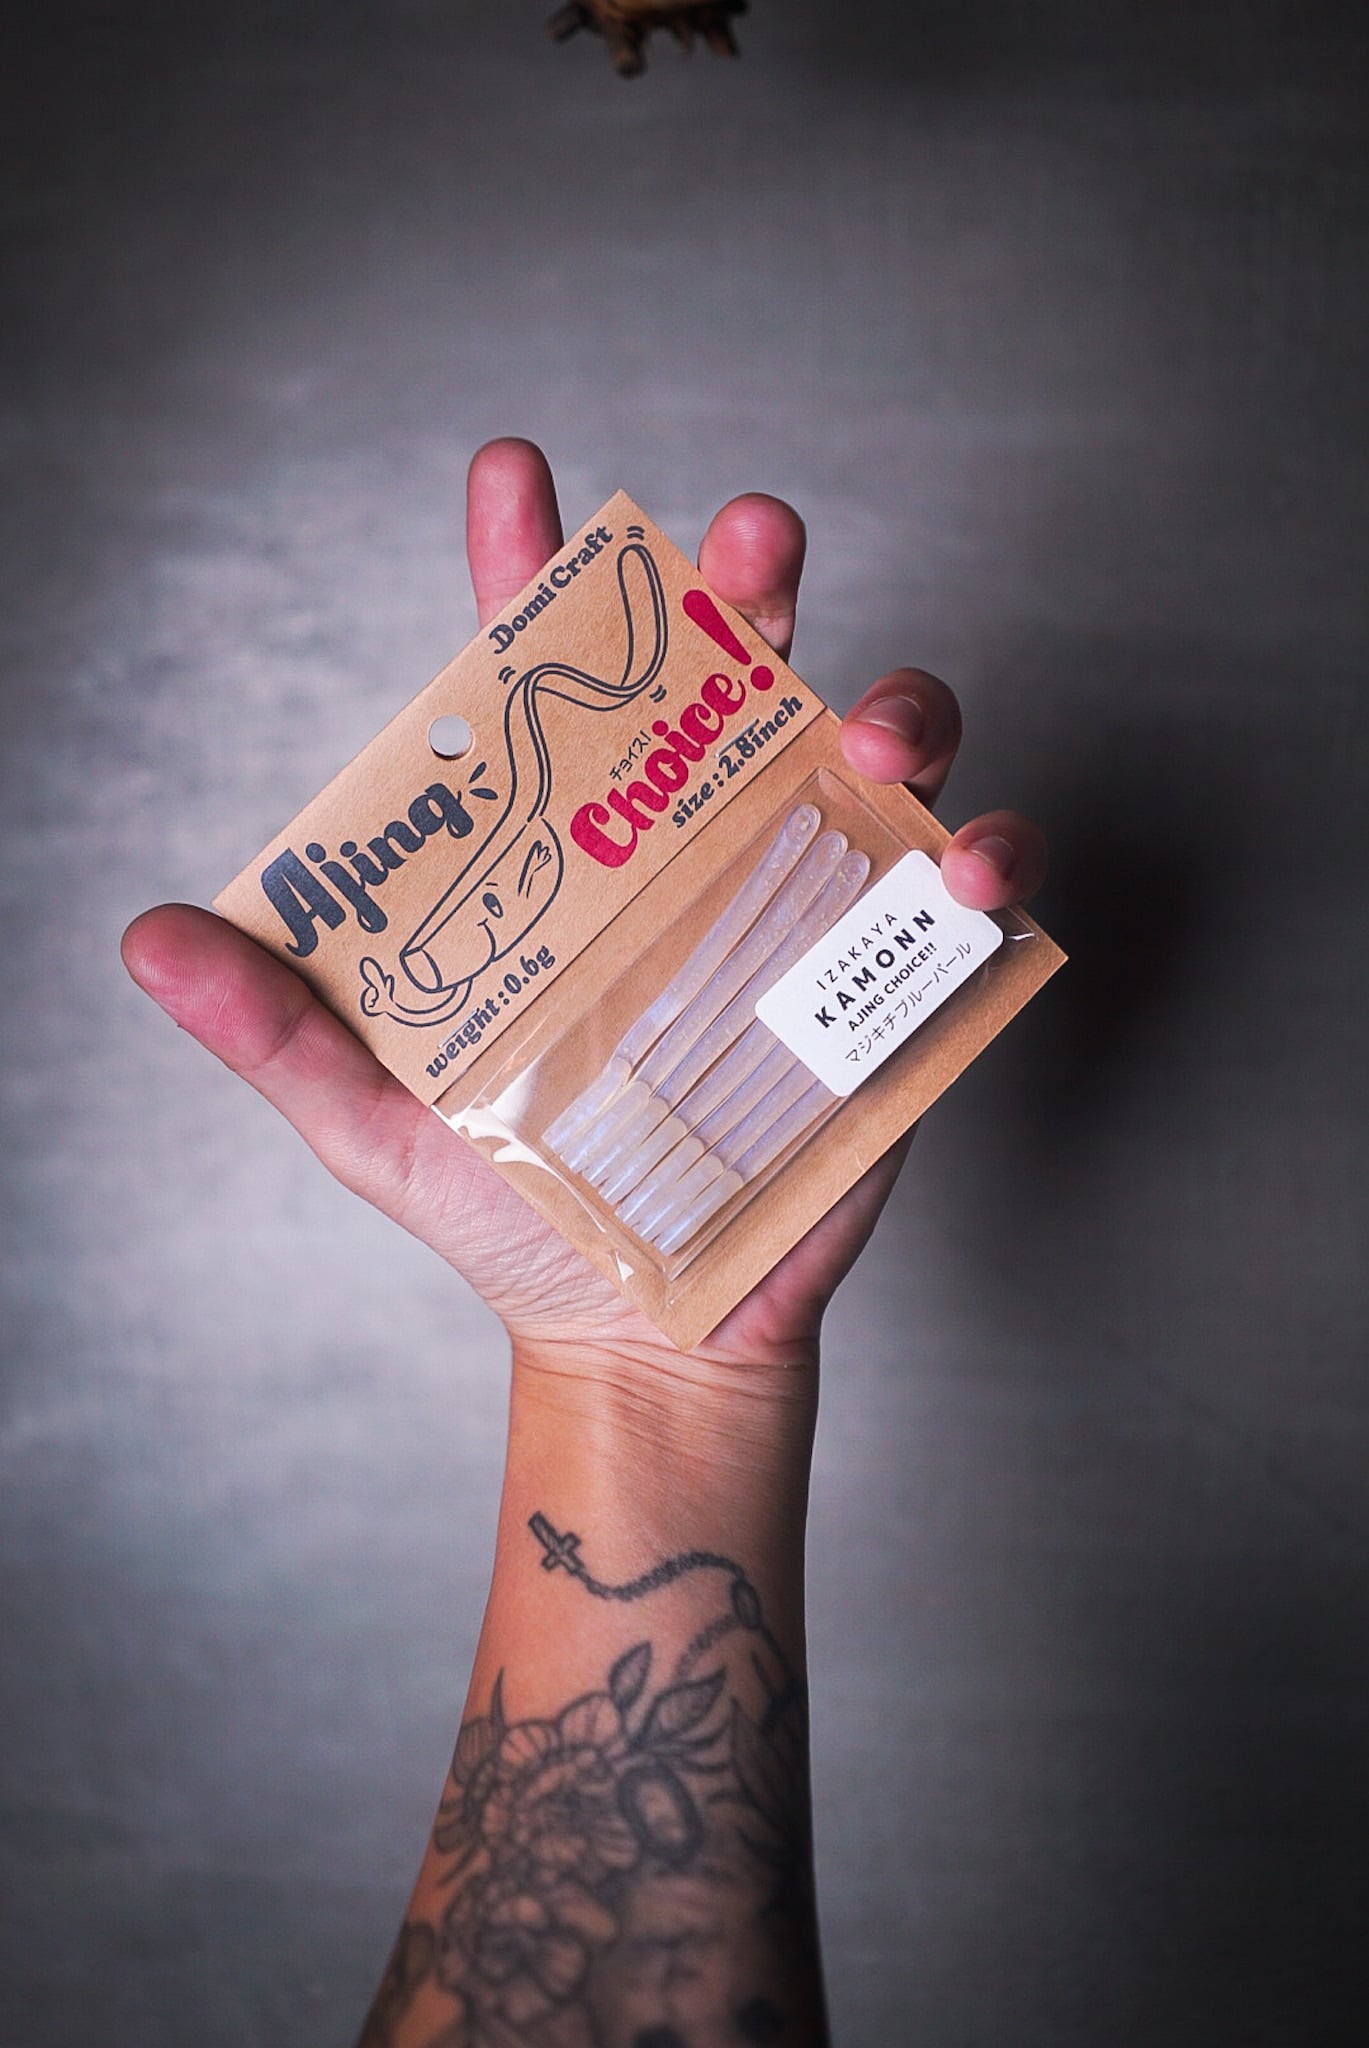 Domi Craft
Ajing
チョイス!
Choice!
size : 2.8inch
weight : 0.6g
IZAKAYA
KAMONN
AJING CHOICE!!
マジキチブルーパール